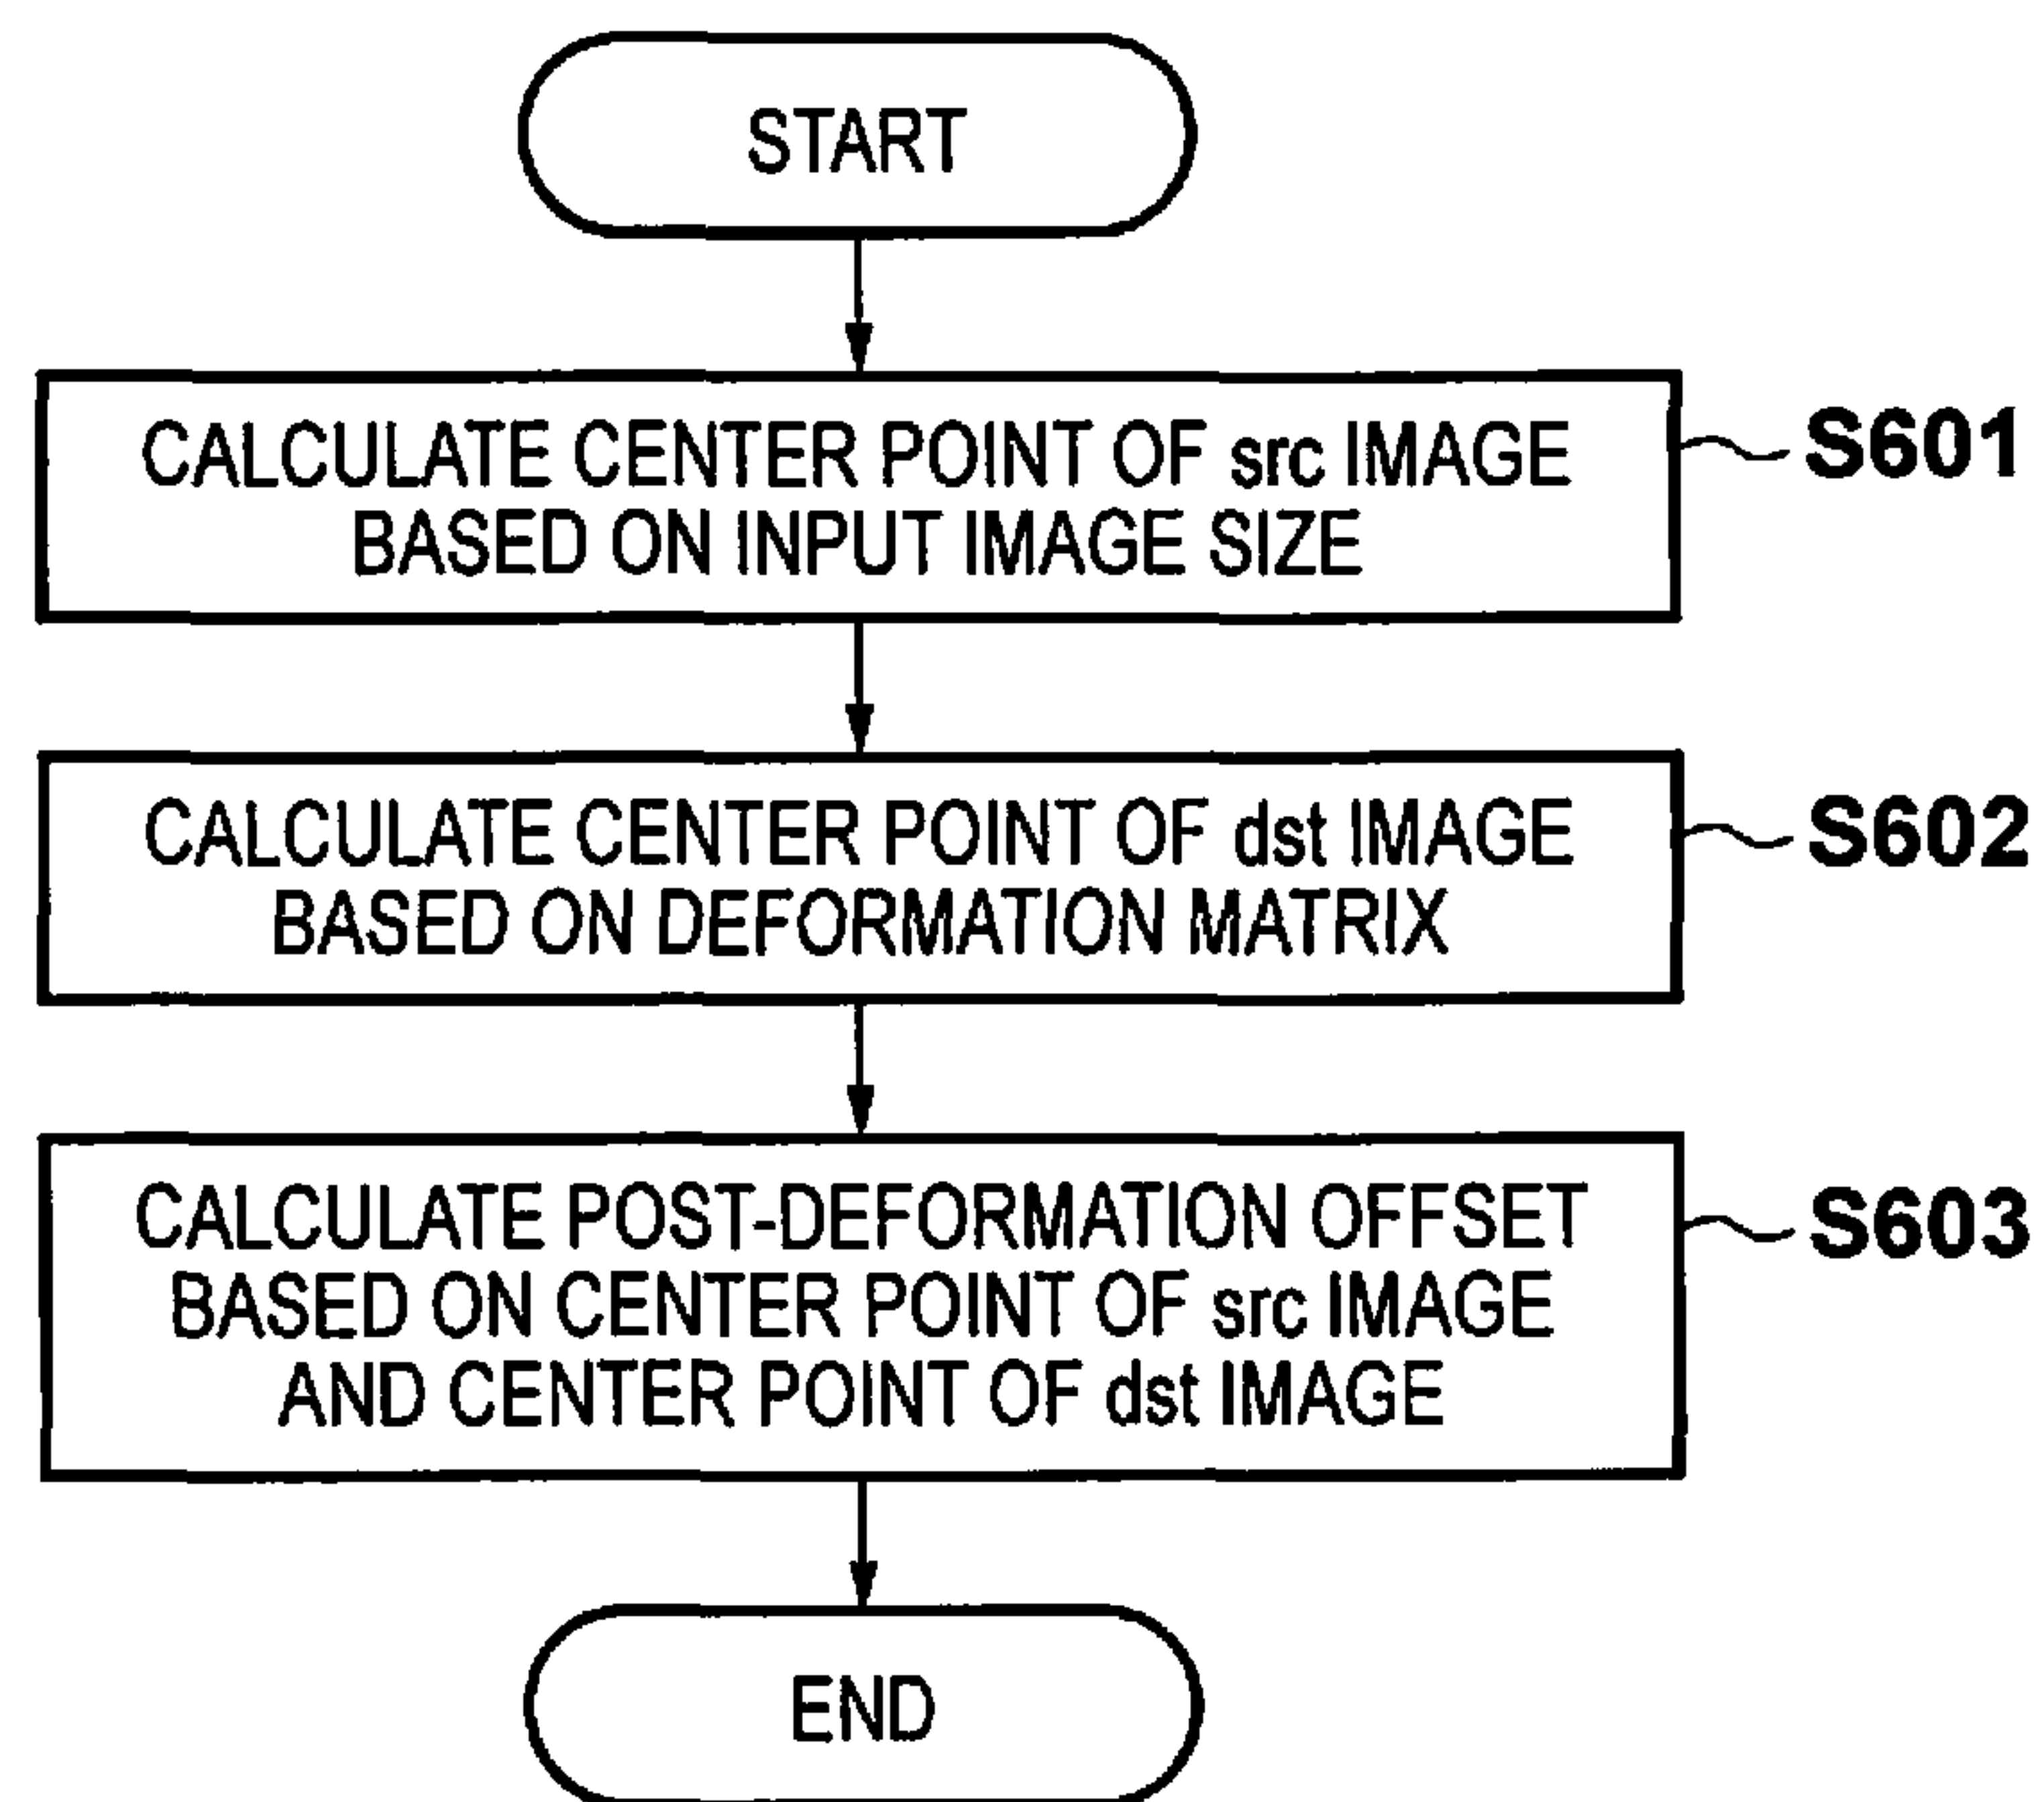 START
CALCULATE CENTER POINT OF src IMAGE
BASED ON INPUT IMAGE SIZE
S601
CALCULATE CENTER POINT OF dst IMAGE
BASED ON DEFORMATION MATRIX
S602
CALCULATE POST-DEFORMATION OFFSET
BASED ON CENTER POINT OF src IMAGE
AND CENTER POINT OF dst IMAGE
S603
END